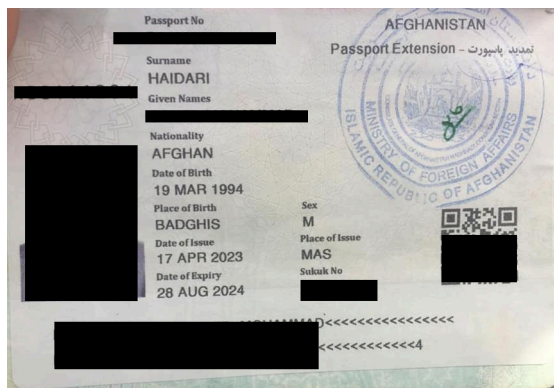 Passport No
AFGHANISTAN
Passport Extension - تمدید پاسپورت
Surname
HAIDARI
Given Names
Nationality
AFGHAN
Date of Birth
19 MAR 1994
Place of Birth
BADGHIS
Sex
M
Date of Issue
17 APR 2023
Place of Issue
MAS
Date of Expiry
28 AUG 2024
Sukuk No
MINISTRY OF FOREIGN AFFAIRS
ISLAMIC REPUBLIC OF AFGHANISTAN
MOHAMMAD<<<<<<<<<<<<<<<<
<<<<<<<<<<<<4